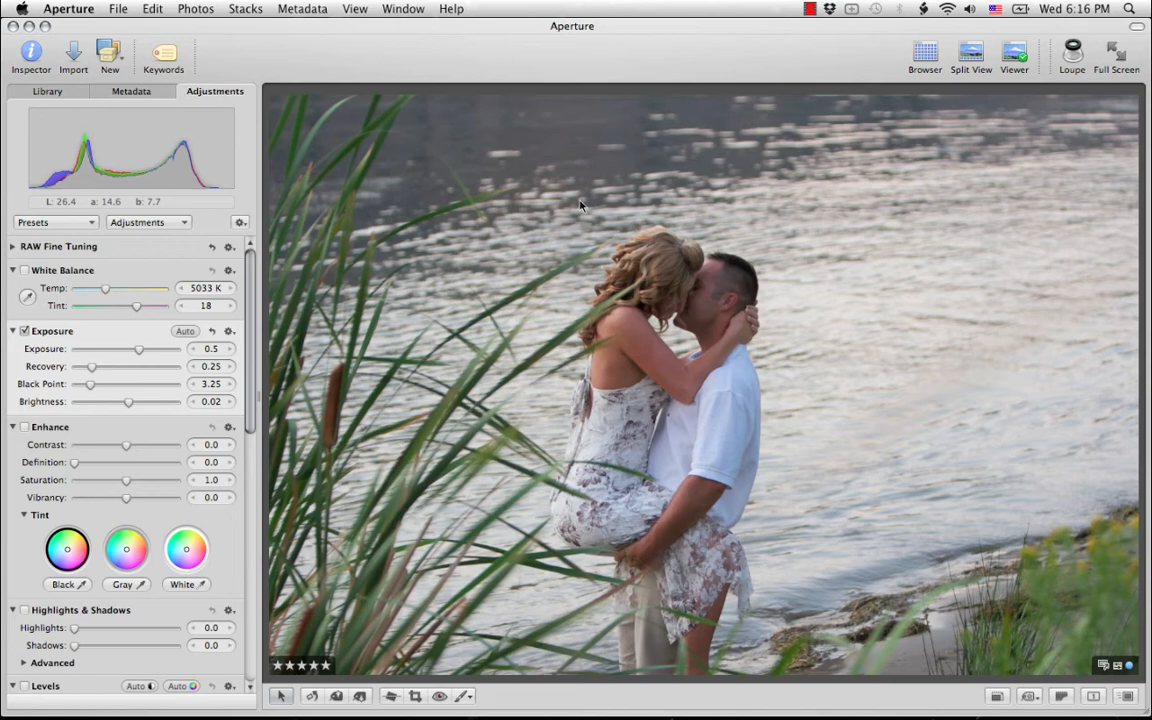 Aperture File Edit Photos Stacks Metadata View Window Help Wed 6:16 PM
Aperture
Inspector Import New Keywords Browser Split View Viewer Loupe Full Screen
Library Metadata Adjustments
L: 26.4 a: 14.6 b: 7.7
Presets Adjustments
RAW Fine Tuning
White Balance
Temp: 5033 K
Tint: 18
Exposure Auto
Exposure: 0.5
Recovery: 0.25
Black Point: 3.25
Brightness: 0.02
Enhance
Contrast: 0.0
Definition: 0.0
Saturation: 1.0
Vibrancy: 0.0
Tint
Black Gray White
Highlights & Shadows
Highlights: 0.0
Shadows: 0.0
Advanced
Levels Auto Auto